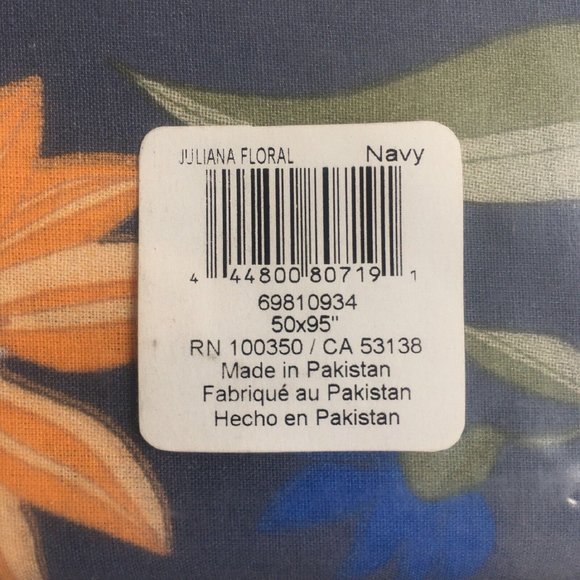 JULIANA FLORAL Navy
4 44800 80719 1
69810934
50x95"
RN 100350 / CA 53138
Made in Pakistan
Fabriqué au Pakistan
Hecho en Pakistan